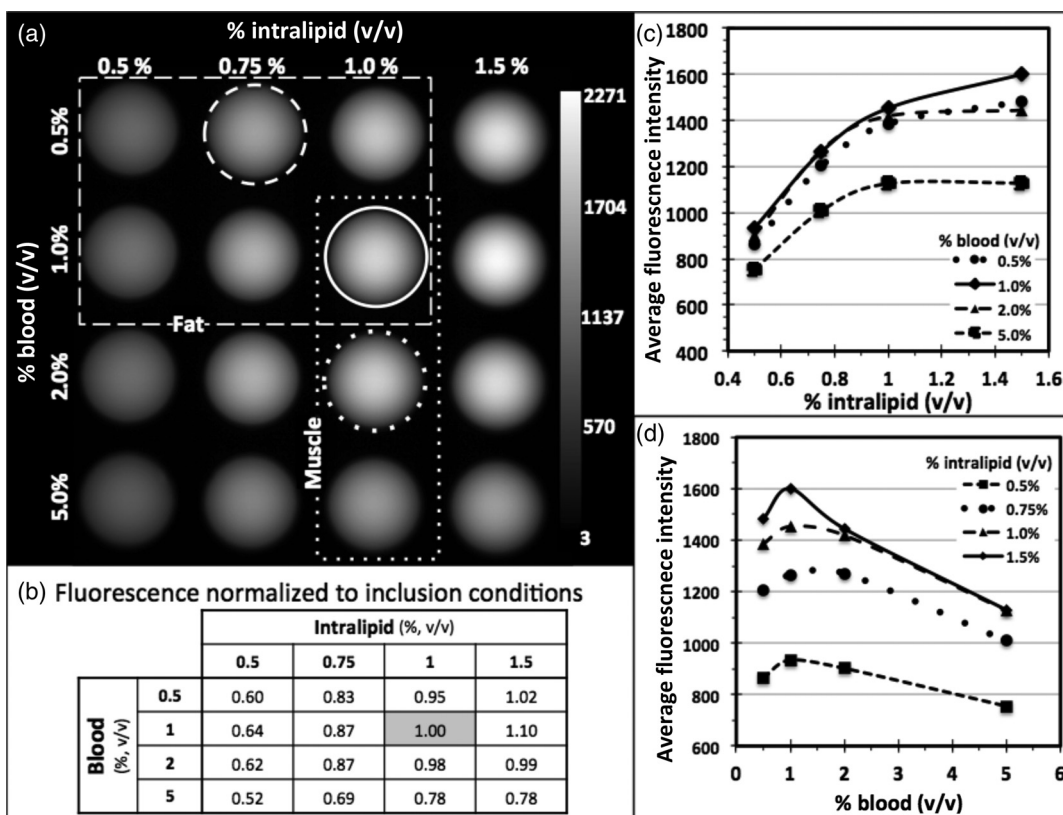 (a)
% intralipid (v/v)
0.5 % 0.75 % 1.0 % 1.5 %
% blood (v/v)
0.5%
1.0%
2.0%
5.0%
Fat
Muscle
2271
1704
1137
570
3
(b) Fluorescence normalized to inclusion conditions
Intralipid (%, v/v)
0.5 0.75 1 1.5
Blood
(%, v/v)
0.5 0.60 0.83 0.95 1.02
1 0.64 0.87 1.00 1.10
2 0.62 0.87 0.98 0.99
5 0.52 0.69 0.78 0.78
(c)
Average fluorescnece intensity
1800
1600
1400
1200
1000
800
600
400
% blood (v/v)
0.5%
1.0%
2.0%
5.0%
0.4 0.6 0.8 1 1.2 1.4 1.6
% intralipid (v/v)
(d)
Average fluorescnece intensity
1800
1600
1400
1200
1000
800
600
% intralipid (v/v)
0.5%
0.75%
1.0%
1.5%
0 1 2 3 4 5 6
% blood (v/v)